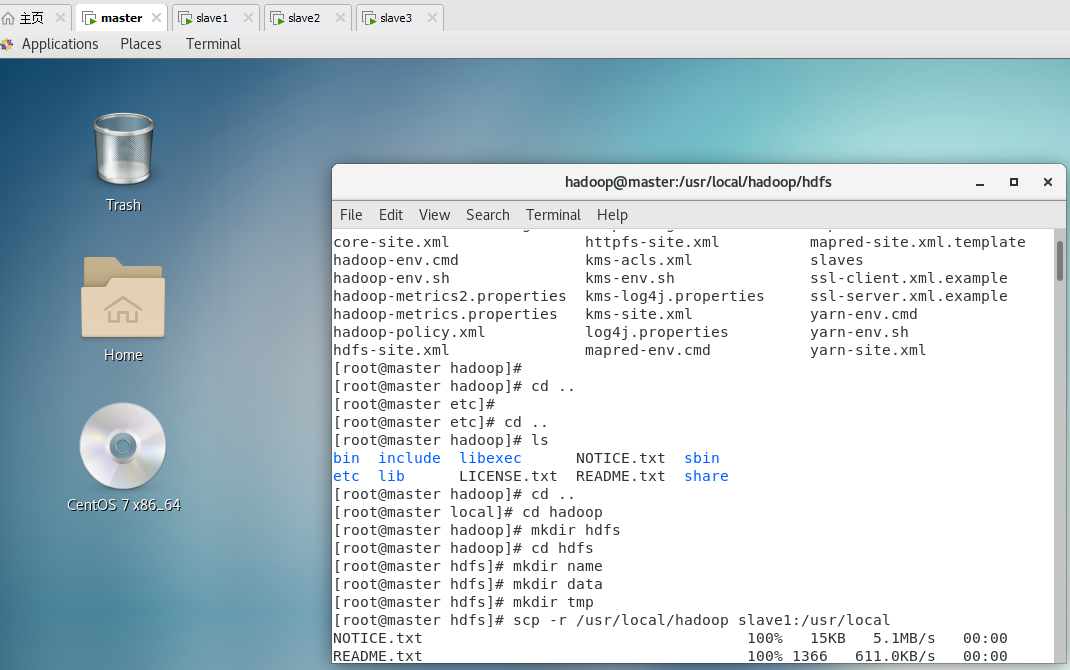 主页 master slave1 slave2 slave3
Applications Places Terminal
Trash
Home
CentOS 7 x86_64
hadoop@master:/usr/local/hadoop/hdfs
File Edit View Search Terminal Help
core-site.xml httpfs-site.xml mapred-site.xml.template
hadoop-env.cmd kms-acls.xml slaves
hadoop-env.sh kms-env.sh ssl-client.xml.example
hadoop-metrics2.properties kms-log4j.properties ssl-server.xml.example
hadoop-metrics.properties kms-site.xml yarn-env.cmd
hadoop-policy.xml log4j.properties yarn-env.sh
hdfs-site.xml mapred-env.cmd yarn-site.xml
[root@master hadoop]#
[root@master hadoop]# cd ..
[root@master etc]#
[root@master etc]# cd ..
[root@master hadoop]# ls
bin include libexec NOTICE.txt sbin
etc lib LICENSE.txt README.txt share
[root@master hadoop]# cd ..
[root@master local]# cd hadoop
[root@master hadoop]# mkdir hdfs
[root@master hadoop]# cd hdfs
[root@master hdfs]# mkdir name
[root@master hdfs]# mkdir data
[root@master hdfs]# mkdir tmp
[root@master hdfs]# scp -r /usr/local/hadoop slave1:/usr/local
NOTICE.txt 100% 15KB 5.1MB/s 00:00
README.txt 100% 1366 611.0KB/s 00:00